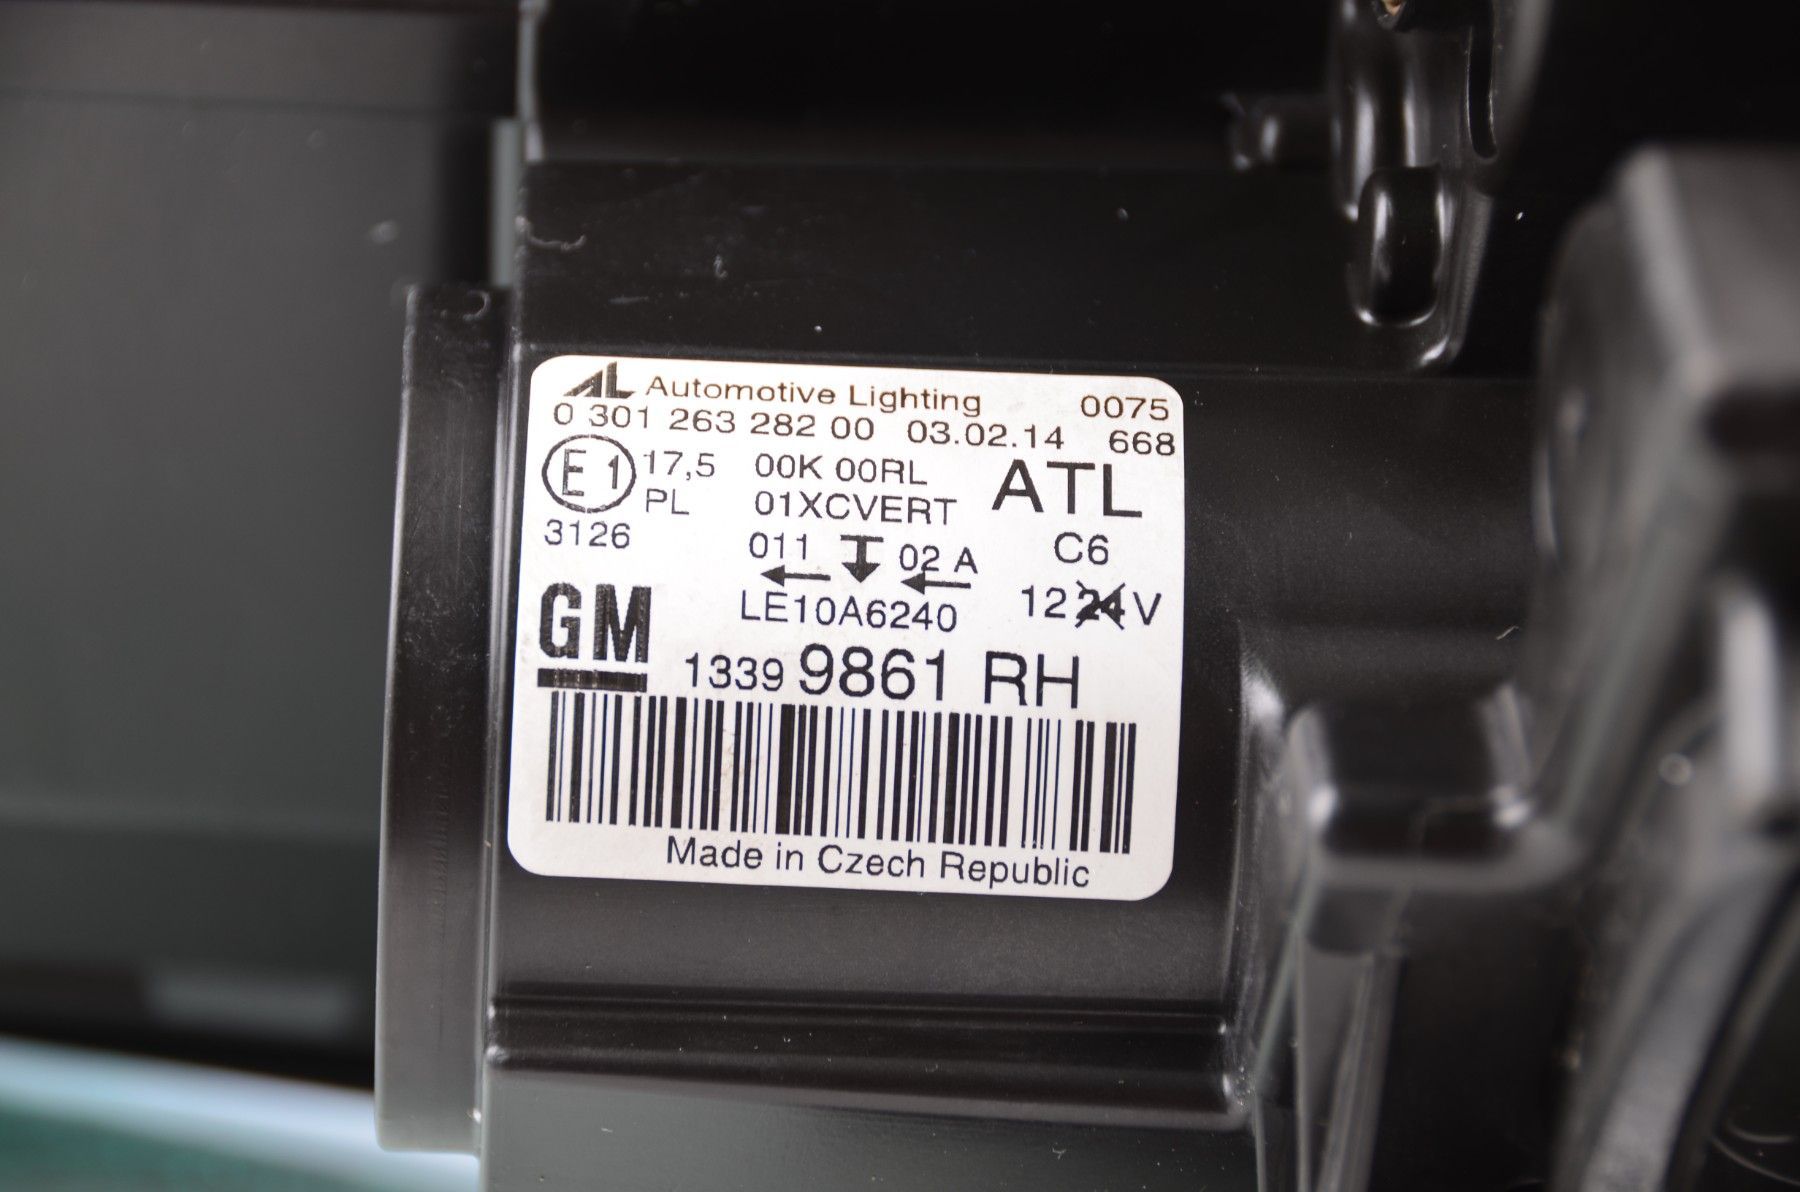 AL Automotive Lighting 0075
0 301 263 282 00 03.02.14 668
E1 17,5 00K 00RL ATL
PL 01XCVERT
3126 011 02 A C6
LE10A6240 12 24 V
GM 1339 9861 RH
Made in Czech Republic